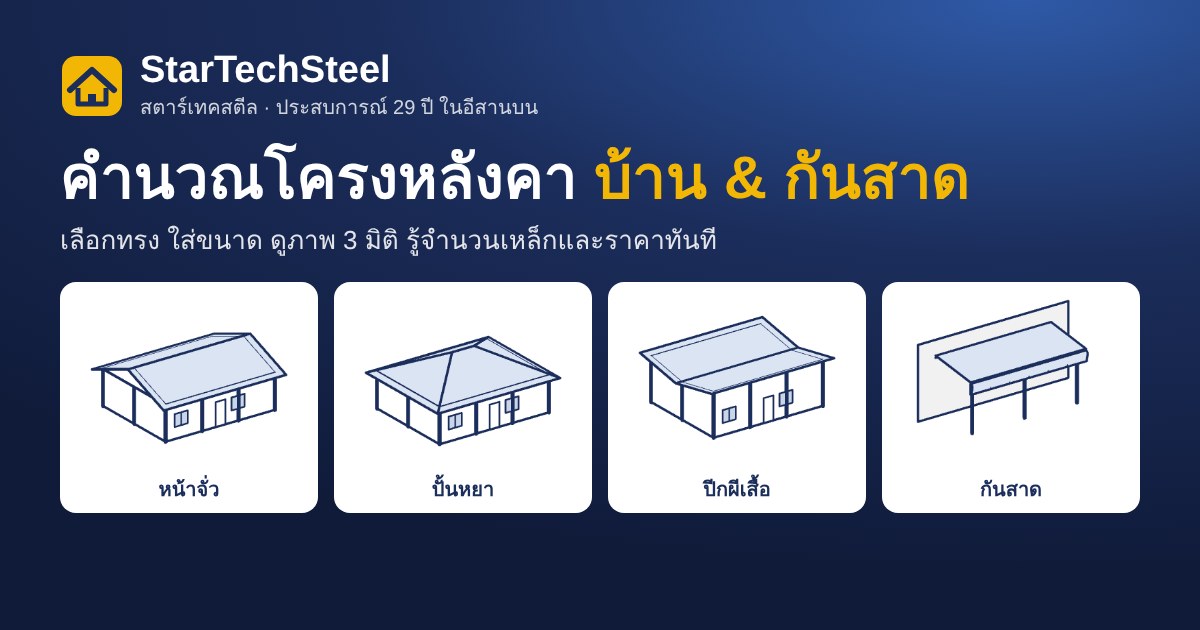 StarTechSteel
สตาร์เทคสตีล · ประสบการณ์ 29 ปี ในอีสานบน
คำนวณโครงหลังคา บ้าน & กันสาด
เลือกทรง ใส่ขนาด ดูภาพ 3 มิติ รู้จำนวนเหล็กและราคาทันที
หน้าจั่ว
ปั้นหยา
ปีกผีเสื้อ
กันสาด